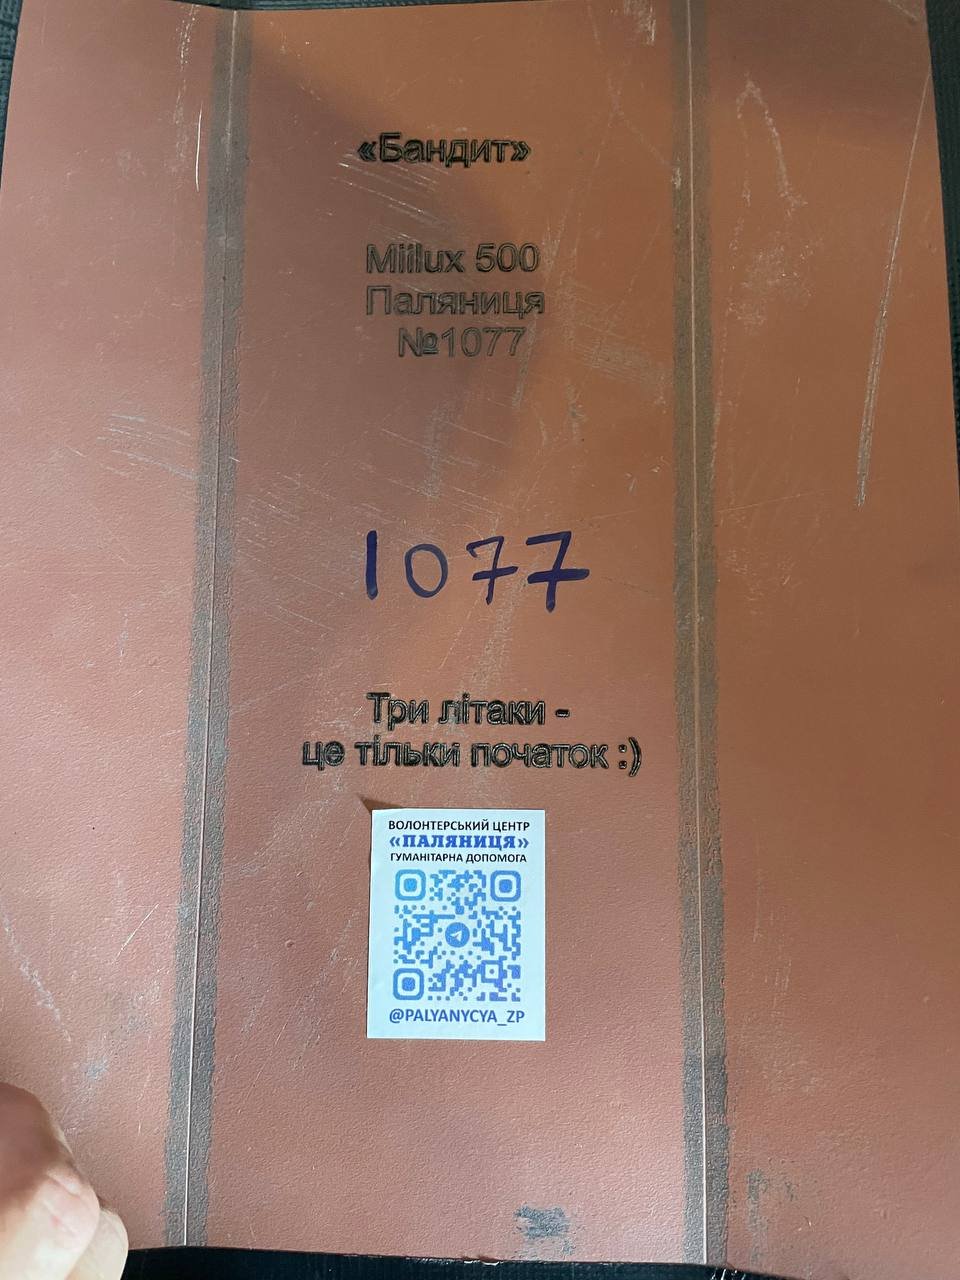 «Бандит»
Miilux 500
Паляниця
№1077
1077
Три літаки -
це тільки початок :)
ВОЛОНТЕРСЬКИЙ ЦЕНТР
«ПАЛЯНИЦЯ»
ГУМАНІТАРНА ДОПОМОГА
@PALYANYCYA_ZP